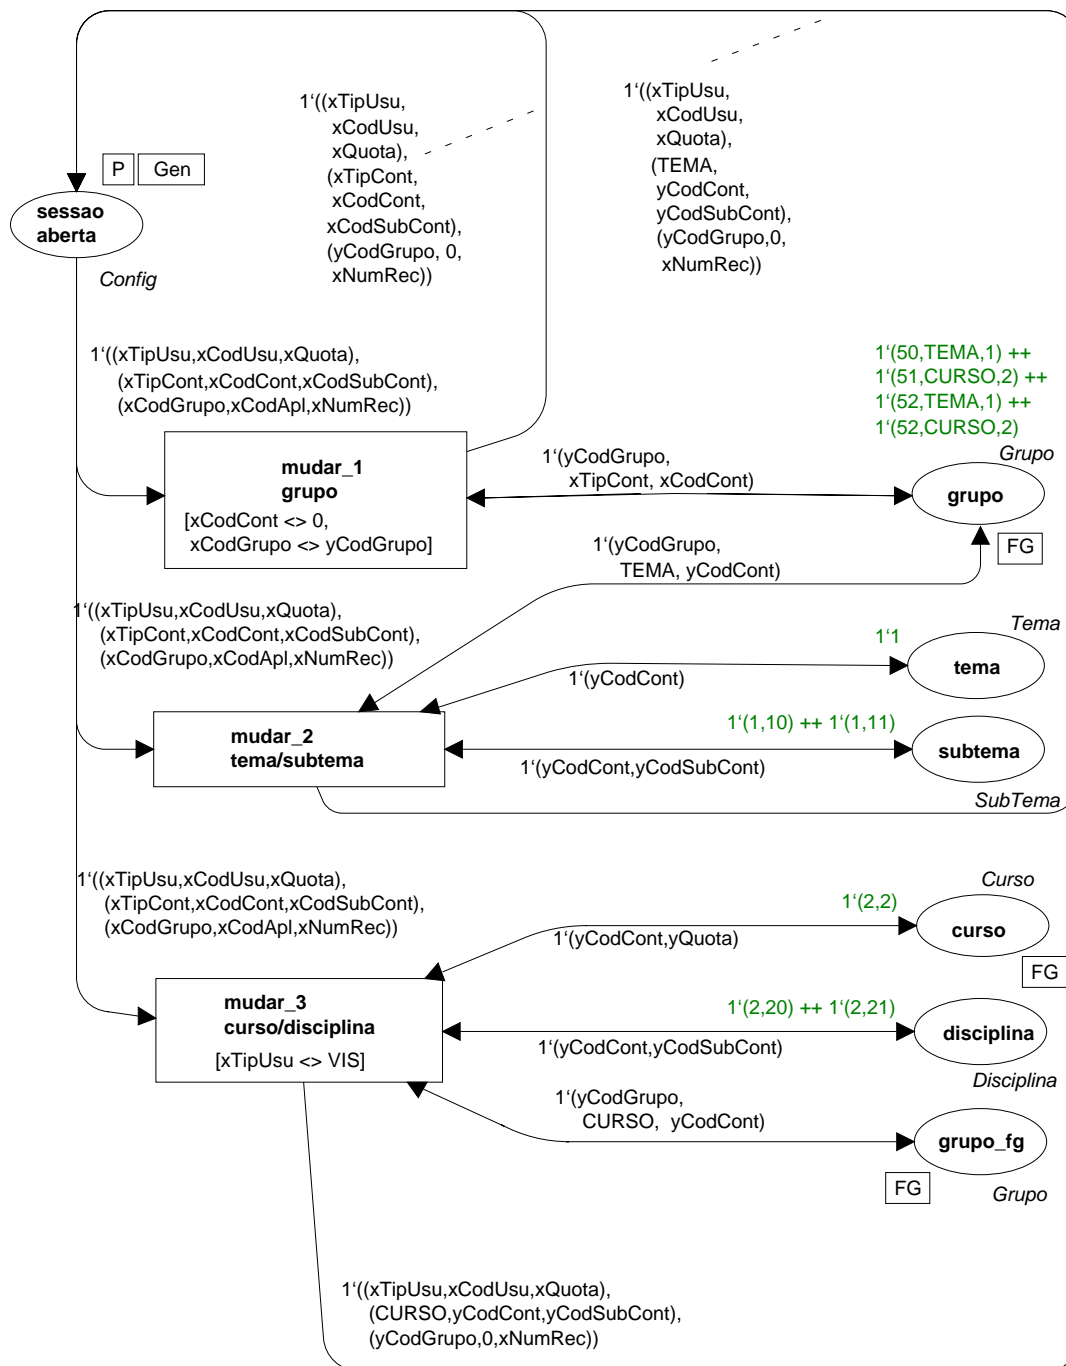 1‘((xTipUsu,
xCodUsu,
xQuota),
(xTipCont,
xCodCont,
xCodSubCont),
(yCodGrupo, 0,
xNumRec))
1‘((xTipUsu,
xCodUsu,
xQuota),
(TEMA,
yCodCont,
yCodSubCont),
(yCodGrupo,0,
xNumRec))
P
Gen
sessao
aberta
Config
1‘((xTipUsu,xCodUsu,xQuota),
(xTipCont,xCodCont,xCodSubCont),
(xCodGrupo,xCodApl,xNumRec))
1‘(50,TEMA,1) ++
1‘(51,CURSO,2) ++
1‘(52,TEMA,1) ++
1‘(52,CURSO,2)
Grupo
mudar_1
grupo
[xCodCont <> 0,
xCodGrupo <> yCodGrupo]
1‘(yCodGrupo,
xTipCont, xCodCont)
grupo
FG
1‘(yCodGrupo,
TEMA, yCodCont)
1‘((xTipUsu,xCodUsu,xQuota),
(xTipCont,xCodCont,xCodSubCont),
(xCodGrupo,xCodApl,xNumRec))
Tema
1‘1
tema
1‘(yCodCont)
mudar_2
tema/subtema
1‘(1,10) ++ 1‘(1,11)
subtema
1‘(yCodCont,yCodSubCont)
SubTema
1‘((xTipUsu,xCodUsu,xQuota),
(xTipCont,xCodCont,xCodSubCont),
(xCodGrupo,xCodApl,xNumRec))
Curso
1‘(2,2)
curso
1‘(yCodCont,yQuota)
FG
mudar_3
curso/disciplina
[xTipUsu <> VIS]
1‘(2,20) ++ 1‘(2,21)
disciplina
1‘(yCodCont,yCodSubCont)
Disciplina
1‘(yCodGrupo,
CURSO, yCodCont)
grupo_fg
FG
Grupo
1‘((xTipUsu,xCodUsu,xQuota),
(CURSO,yCodCont,yCodSubCont),
(yCodGrupo,0,xNumRec))